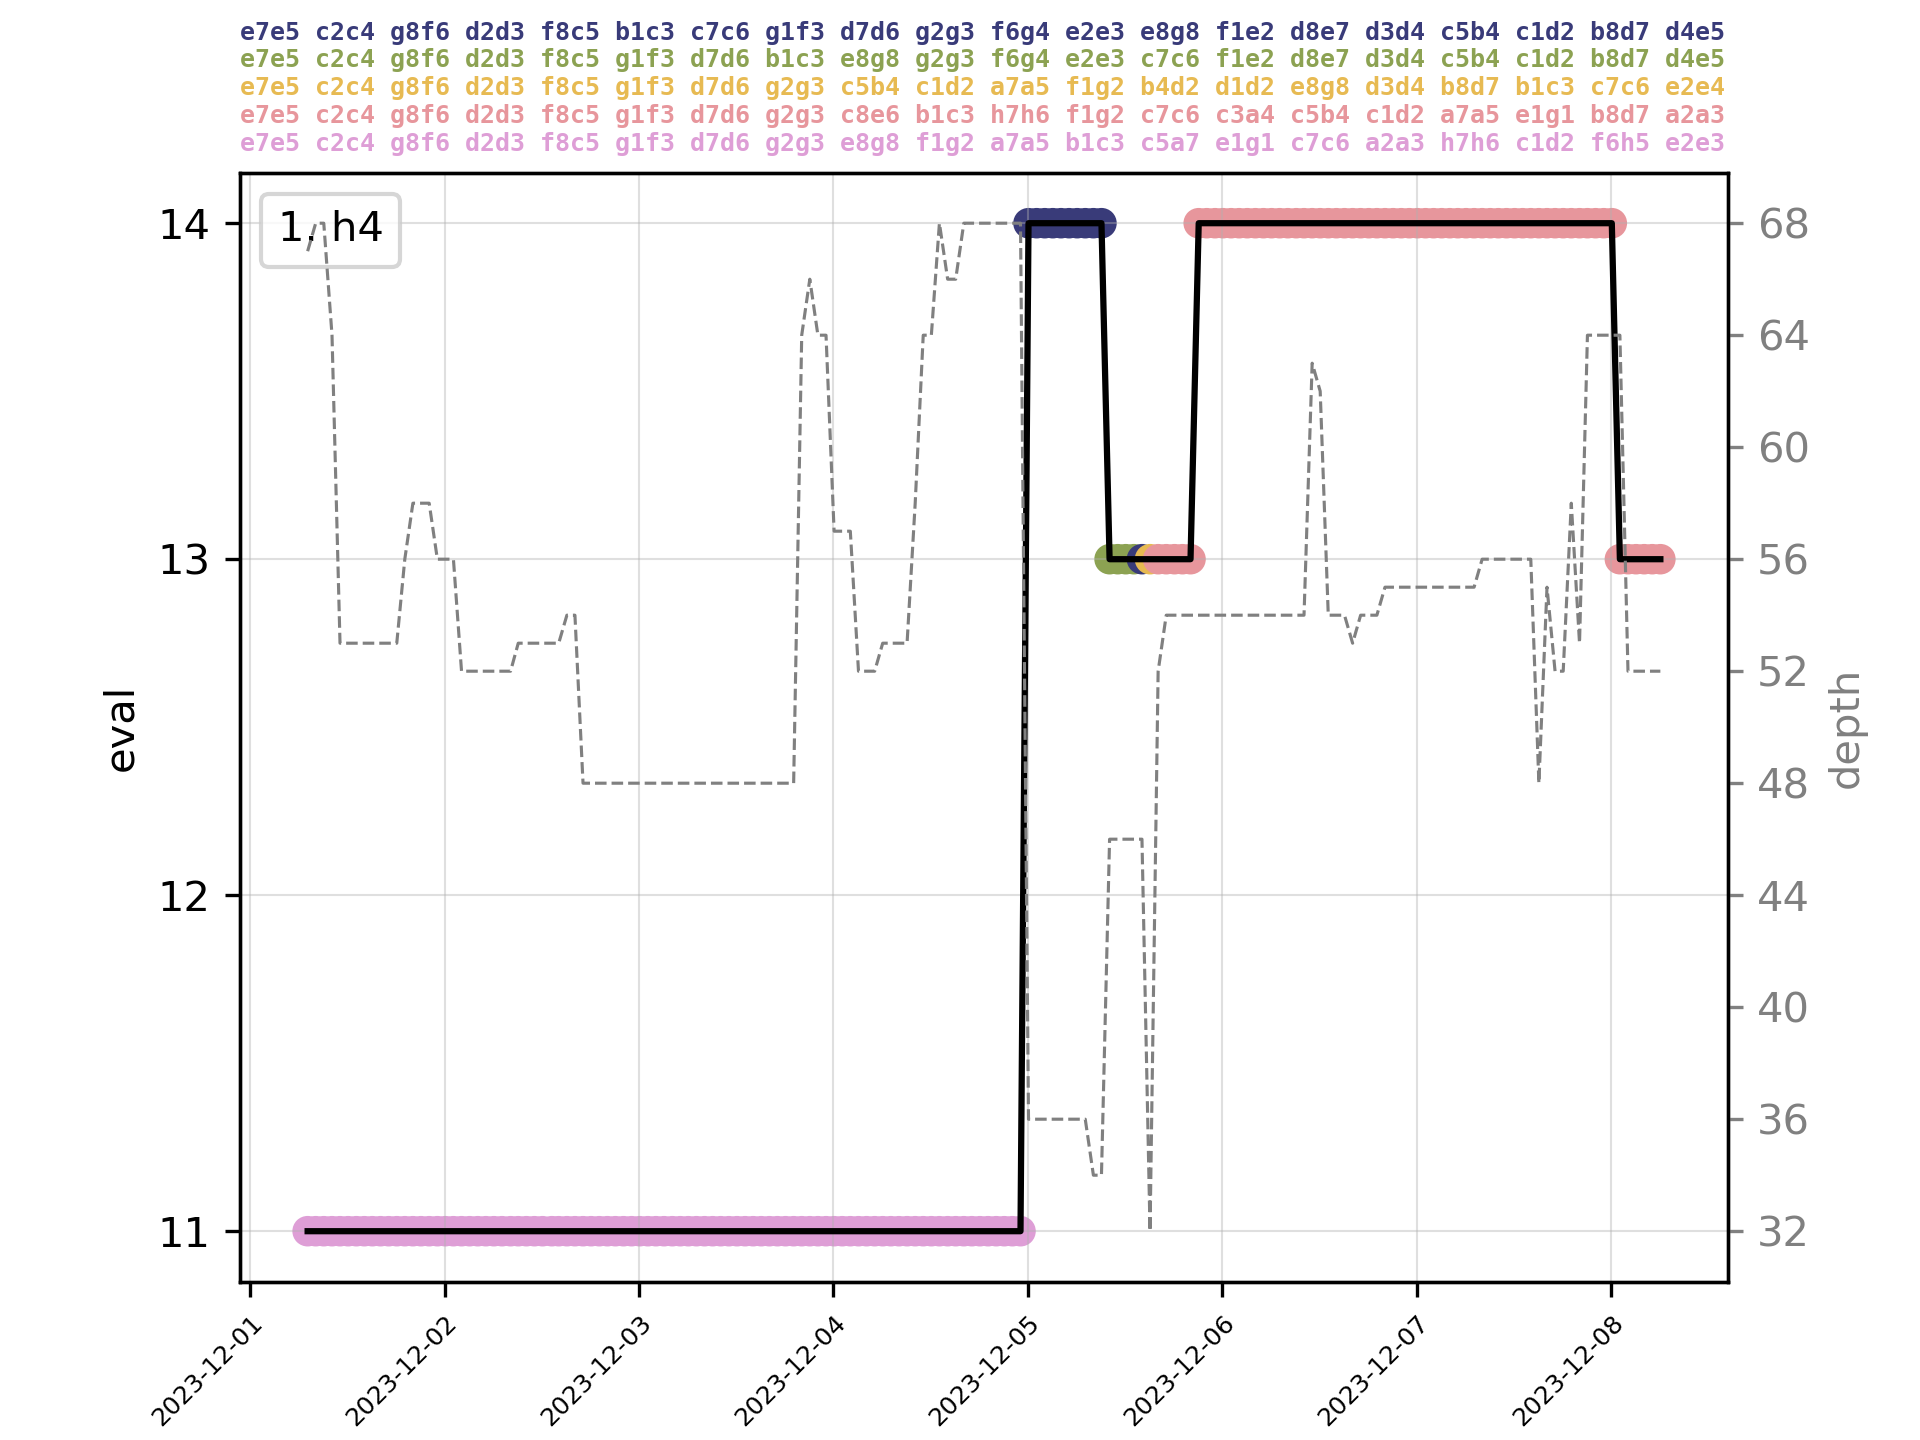 e7e5 c2c4 g8f6 d2d3 f8c5 b1c3 c7c6 g1f3 d7d6 g2g3 f6g4 e2e3 e8g8 f1e2 d8e7 d3d4 c5b4 c1d2 b8d7 d4e5
e7e5 c2c4 g8f6 d2d3 f8c5 g1f3 d7d6 b1c3 e8g8 g2g3 f6g4 e2e3 c7c6 f1e2 d8e7 d3d4 c5b4 c1d2 b8d7 d4e5
e7e5 c2c4 g8f6 d2d3 f8c5 g1f3 d7d6 g2g3 c5b4 c1d2 a7a5 f1g2 b4d2 d1d2 e8g8 d3d4 b8d7 b1c3 c7c6 e2e4
e7e5 c2c4 g8f6 d2d3 f8c5 g1f3 d7d6 g2g3 c8e6 b1c3 h7h6 f1g2 c7c6 c3a4 c5b4 c1d2 a7a5 e1g1 b8d7 a2a3
e7e5 c2c4 g8f6 d2d3 f8c5 g1f3 d7d6 g2g3 e8g8 f1g2 a7a5 b1c3 c5a7 e1g1 c7c6 a2a3 h7h6 c1d2 f6h5 e2e3
1. h4
14
13
12
11
eval
68
64
60
56
52
48
44
40
36
32
depth
2023-12-01
2023-12-02
2023-12-03
2023-12-04
2023-12-05
2023-12-06
2023-12-07
2023-12-08